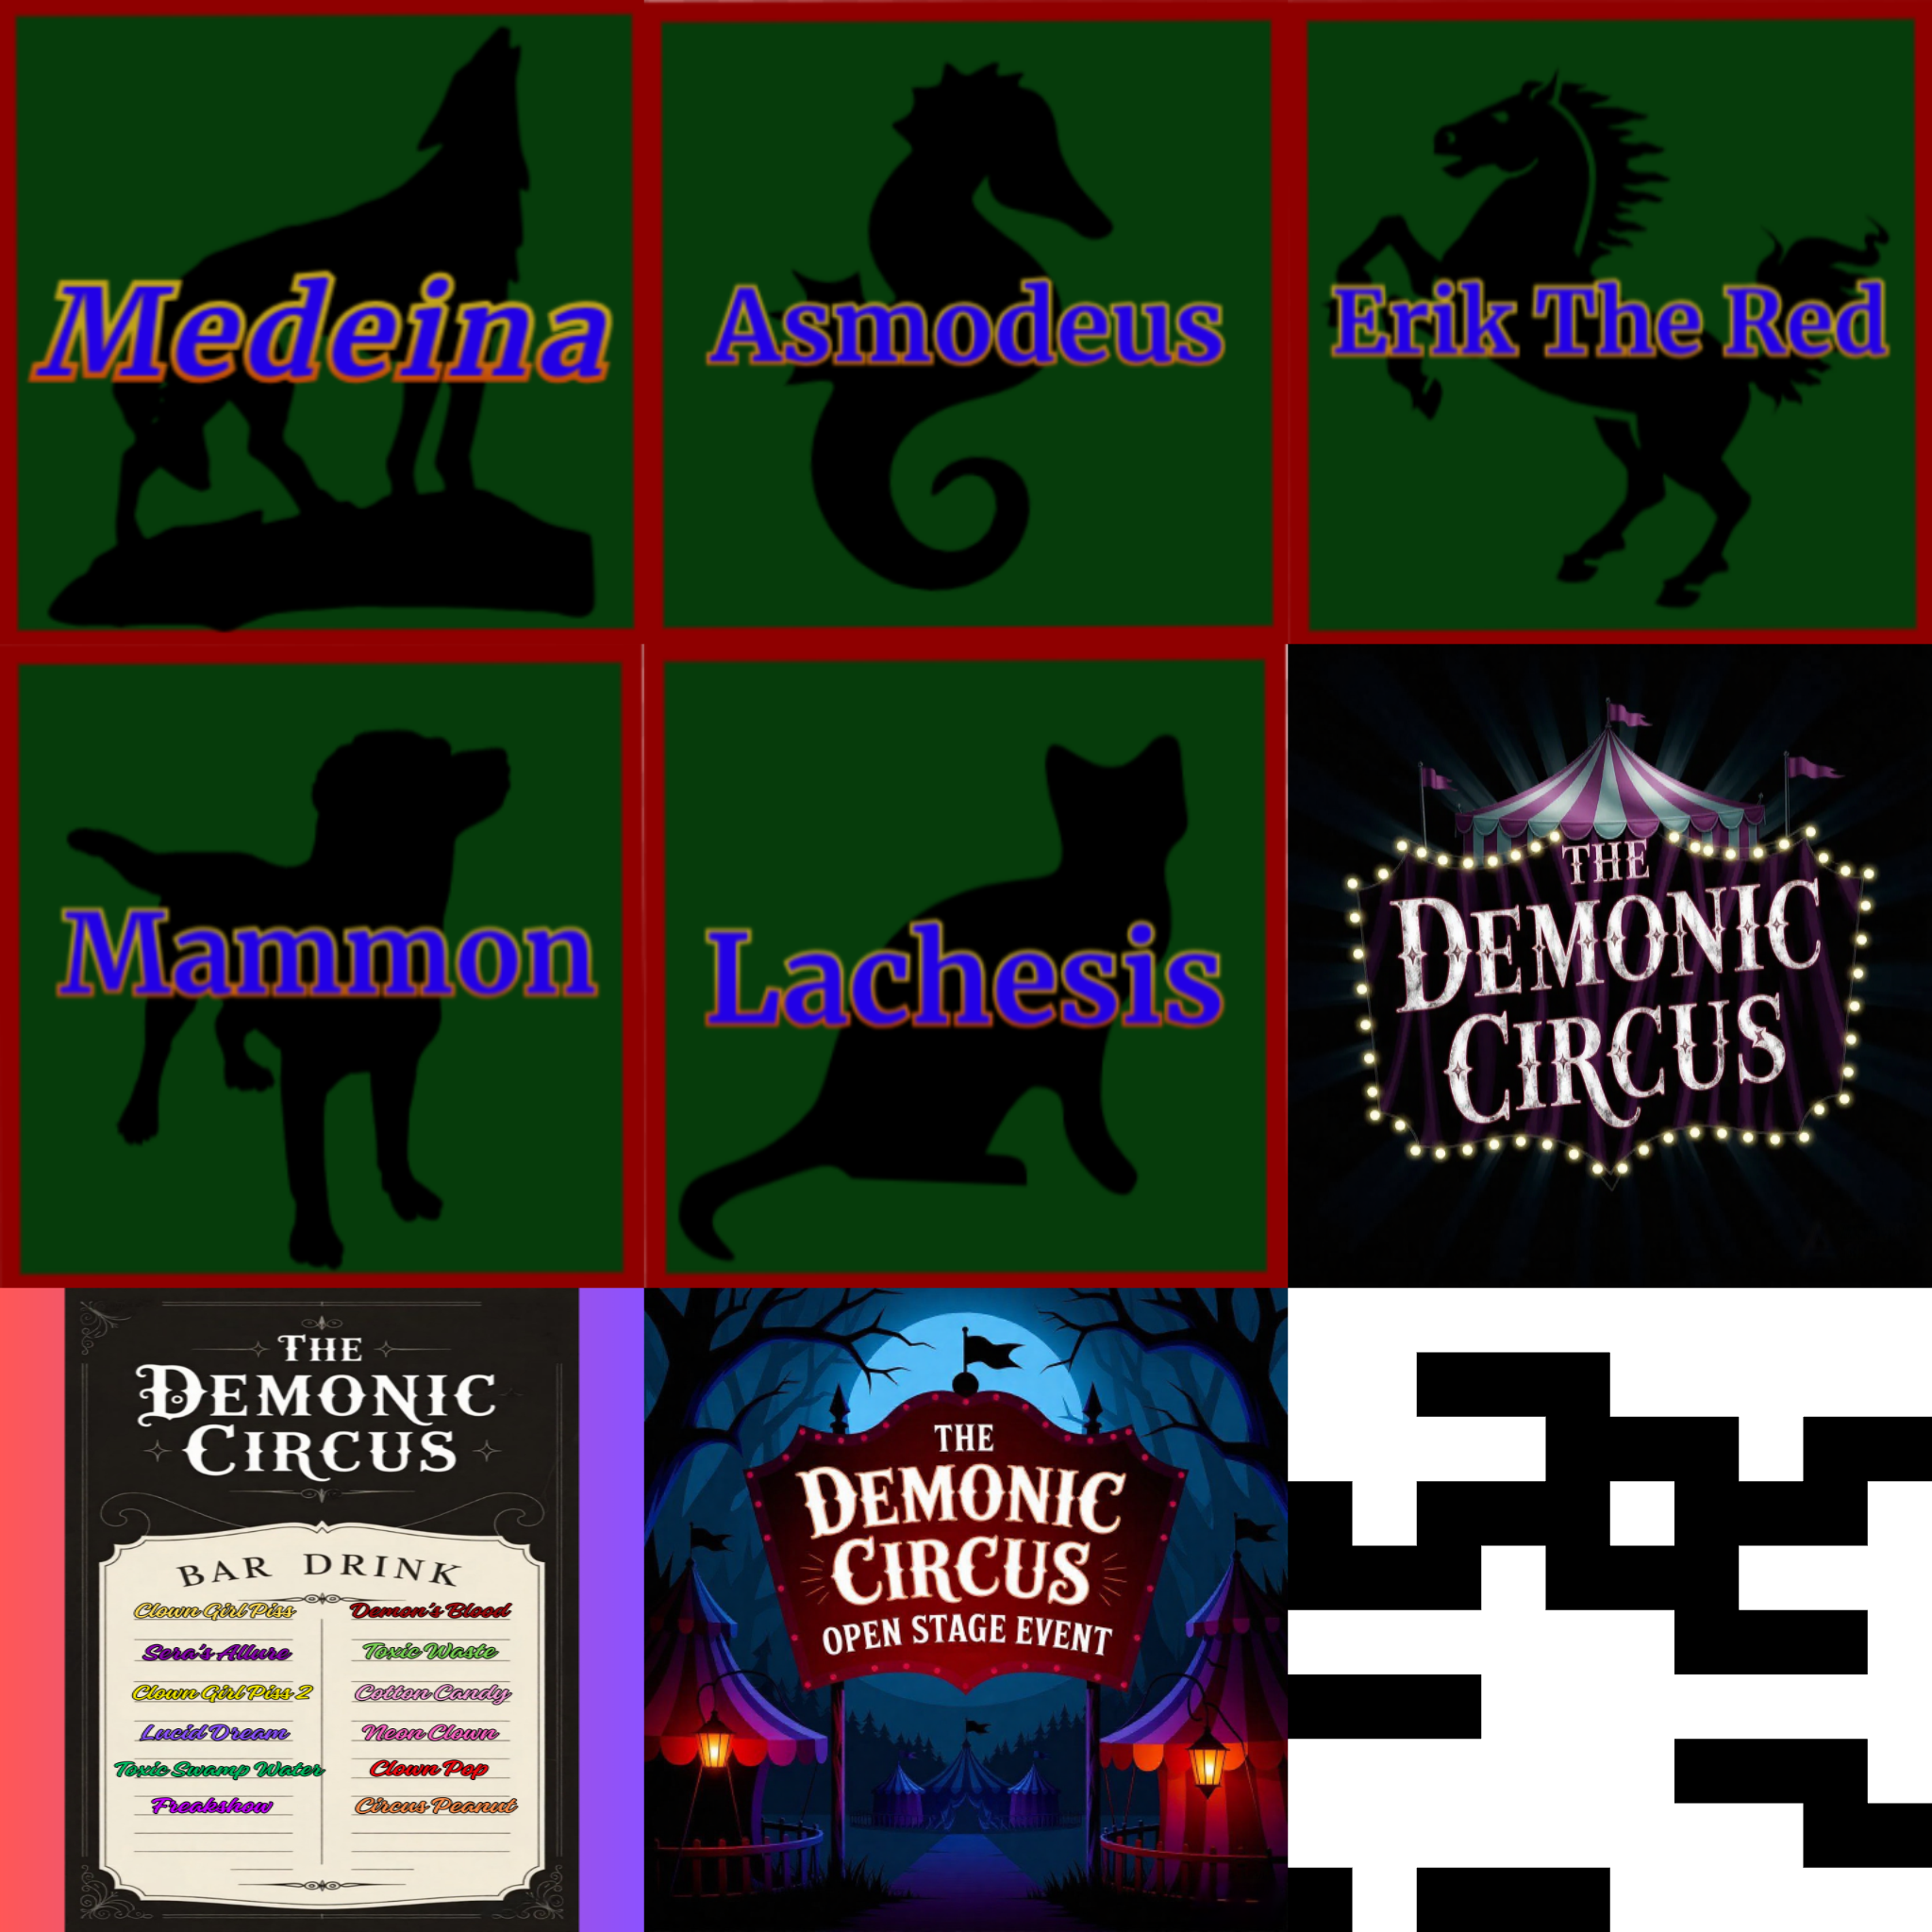 Medeina
Asmodeus
Erik The Red
Mammon
Lachesis
THE
DEMONIC
CIRCUS
THE
DEMONIC
CIRCUS
BAR DRINK
Clown Girl Piss
Demon's Blood
Sera's Allure
Toxic Waste
Clown Girl Piss 2
Cotton Candy
Lucid Dream
Neon Clown
Toxic Swamp Water
Clown Pop
Freakshow
Circus Peanut
THE
DEMONIC
CIRCUS
OPEN STAGE EVENT